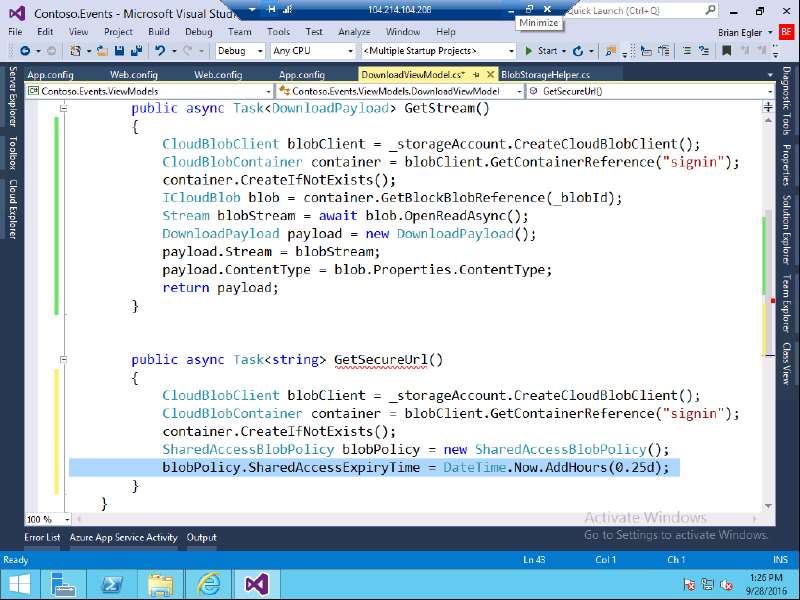 Contoso.Events - Microsoft Visual Studio
104.214.104.208
Quick Launch (Ctrl+Q)
Minimize
File Edit View Project Build Debug Team Tools Test Analyze Window Help
Brian Egler BE
Debug Any CPU <Multiple Startup Projects> Start
App.config Web.config Web.config App.config DownloadViewModel.cs* BlobStorageHelper.cs
Contoso.Events.ViewModels Contoso.Events.ViewModels.DownloadViewModel GetSecureUrl()
Server Explorer
Toolbox
Cloud Explorer
public async Task<DownloadPayload> GetStream()
{
CloudBlobClient blobClient = _storageAccount.CreateCloudBlobClient();
CloudBlobContainer container = blobClient.GetContainerReference("signin");
container.CreateIfNotExists();
ICloudBlob blob = container.GetBlockBlobReference(_blobId);
Stream blobStream = await blob.OpenReadAsync();
DownloadPayload payload = new DownloadPayload();
payload.Stream = blobStream;
payload.ContentType = blob.Properties.ContentType;
return payload;
}
public async Task<string> GetSecureUrl()
{
CloudBlobClient blobClient = _storageAccount.CreateCloudBlobClient();
CloudBlobContainer container = blobClient.GetContainerReference("signin");
container.CreateIfNotExists();
SharedAccessBlobPolicy blobPolicy = new SharedAccessBlobPolicy();
blobPolicy.SharedAccessExpiryTime = DateTime.Now.AddHours(0.25d);
}
}
Diagnostic Tools
Properties
Solution Explorer
Team Explorer
Class View
100 %
Activate Windows
Go to Settings to activate Windows.
Error List Azure App Service Activity Output
Ready Ln 43 Col 1 Ch 1 INS
1:26 PM
9/28/2016